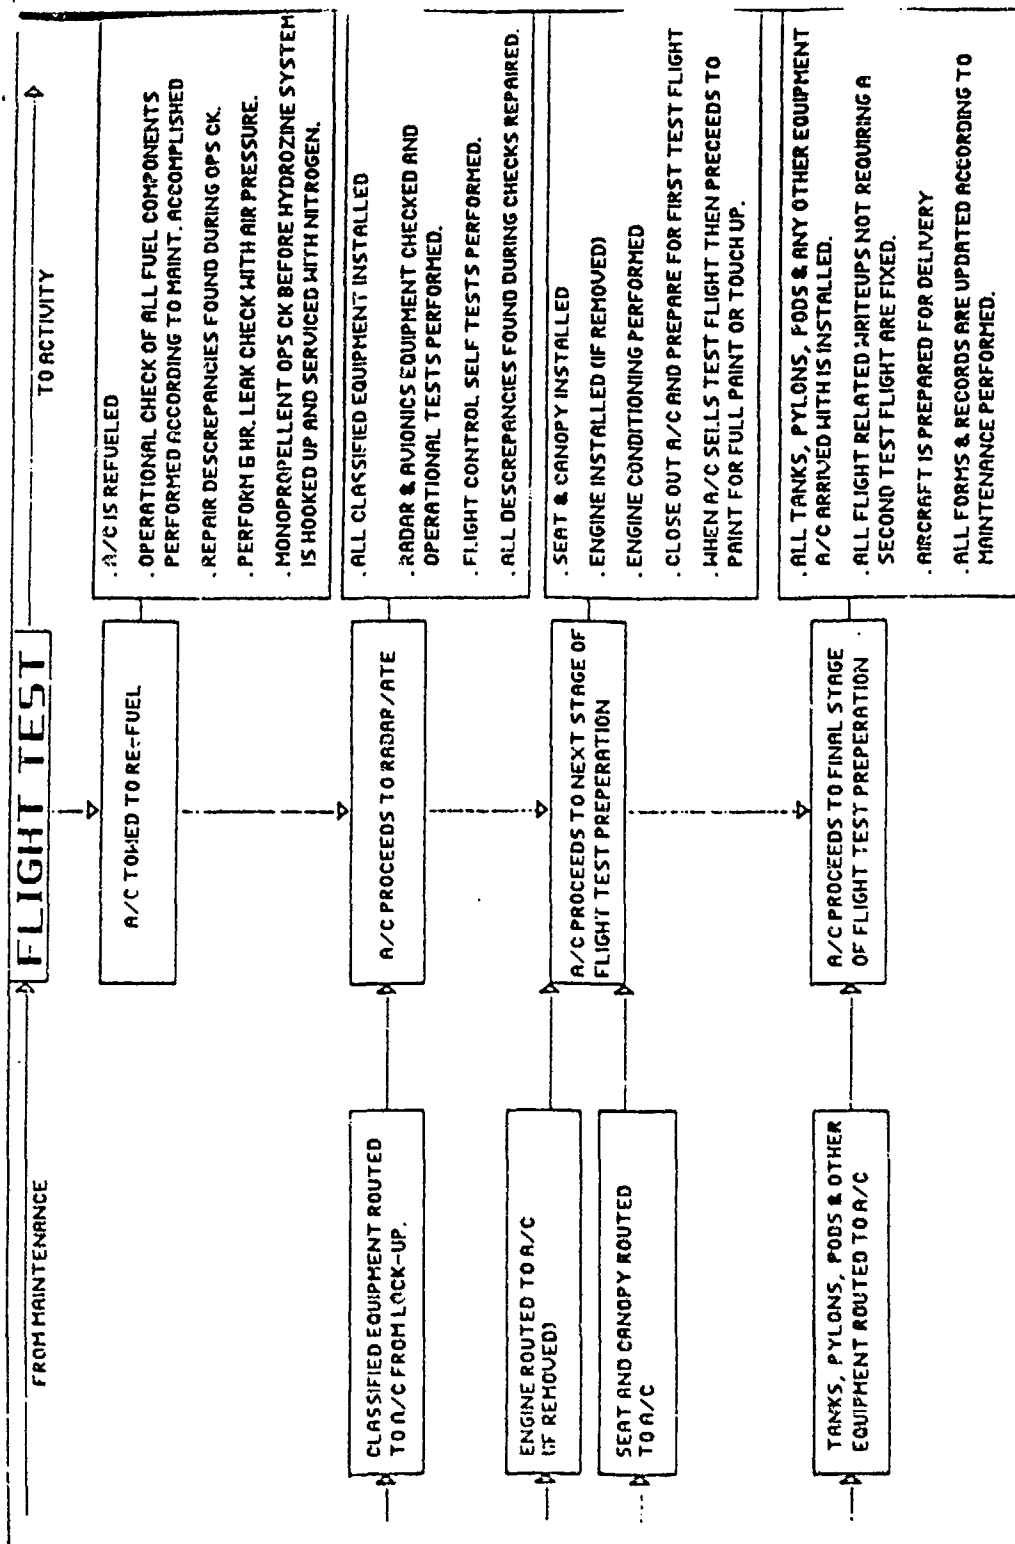 FROM MAINTENANCE
FLIGHT TEST
TO ACTIVITY
A/C TOWED TO RE-FUEL
. A/C IS REFUELED
. OPERATIONAL CHECK OF ALL FUEL COMPONENTS
PERFORMED ACCORDING TO MAINT. ACCOMPLISHED
. REPAIR DESCREPANCIES FOUND DURING OPS CK.
. PERFORM 6 HR. LEAK CHECK WITH AIR PRESSURE.
. MONOPROPELLENT OPS CK BEFORE HYDROZINE SYSTEM
IS HOOKED UP AND SERVICED WITH NITROGEN.
CLASSIFIED EQUIPMENT ROUTED
TO A/C FROM LOCK-UP.
A/C PROCEEDS TO RADAR/ATE
. ALL CLASSIFIED EQUIPMENT INSTALLED
. RADAR & AVIONICS EQUIPMENT CHECKED AND
OPERATIONAL TESTS PERFORMED.
. FLIGHT CONTROL SELF TESTS PERFORMED.
. ALL DESCREPANCIES FOUND DURING CHECKS REPAIRED.
ENGINE ROUTED TO A/C
(IF REMOVED)
SEAT AND CANOPY ROUTED
TO A/C
A/C PROCEEDS TO NEXT STAGE OF
FLIGHT TEST PREPERATION
. SEAT & CANOPY INSTALLED
. ENGINE INSTALLED (IF REMOVED)
. ENGINE CONDITIONING PERFORMED
. CLOSE OUT A/C AND PREPARE FOR FIRST TEST FLIGHT
. WHEN A/C SELLS TEST FLIGHT THEN PRECEEDS TO
PAINT FOR FULL PAINT OR TOUCH UP.
TANKS, PYLONS, PODS & OTHER
EQUIPMENT ROUTED TO A/C
A/C PROCEEDS TO FINAL STAGE
OF FLIGHT TEST PREPERATION
. ALL TANKS, PYLONS, PODS & ANY OTHER EQUIPMENT
A/C ARRIVED WITH IS INSTALLED.
. ALL FLIGHT RELATED WRITEUPS NOT REQUIRING A
SECOND TEST FLIGHT ARE FIXED.
. AIRCRAFT IS PREPARED FOR DELIVERY
. ALL FORMS & RECORDS ARE UPDATED ACCORDING TO
MAINTENANCE PERFORMED.